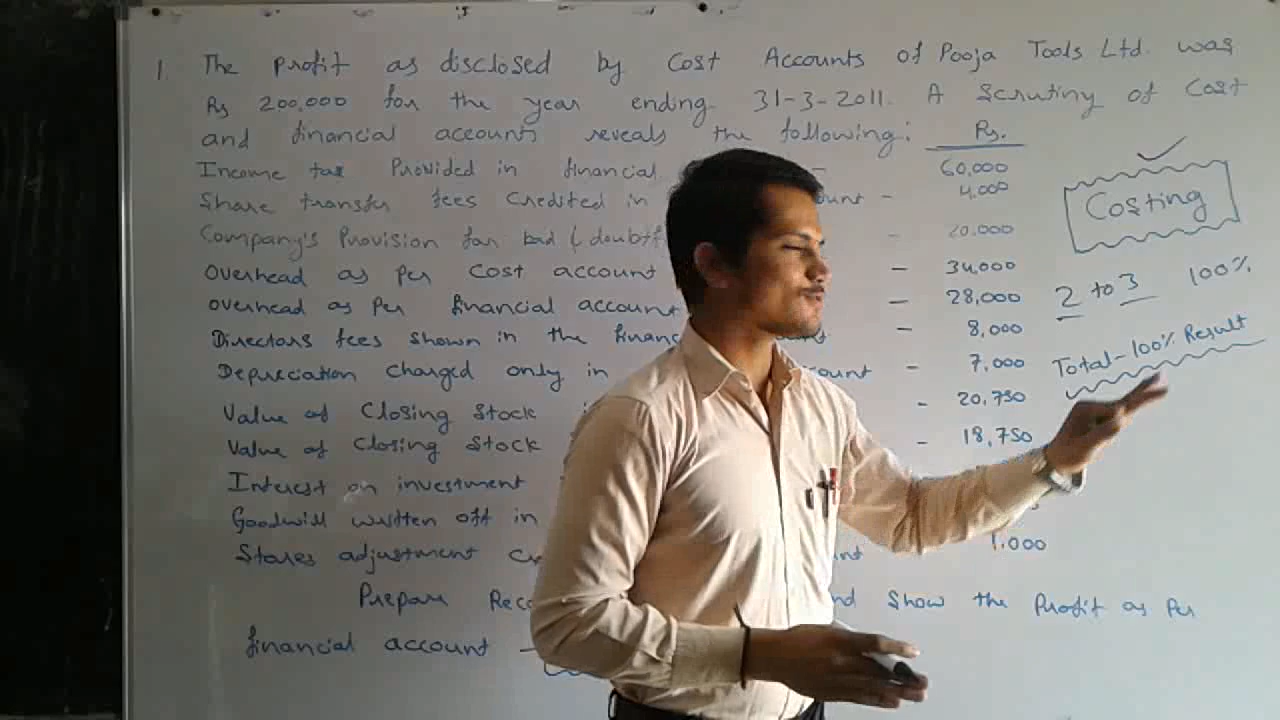 1. The profit as disclosed by Cost Accounts of Pooja Tools Ltd. was
Rs 200,000 for the year ending 31-3-2011. A Scrutiny of Cost
and financial accounts reveals the following: Rs.
Income tax Provided in financial - 60,000
Share transfer fees Credited in - 4,000
Company's Provision for bad & - 20,000
Overhead as per Cost account - 34,000
Overhead as per financial account - 28,000
Directors fees shown in the - 8,000
Depreciation charged only in - 7,000
Value of Closing Stock - 20,750
Value of Closing Stock - 18,750
Interest on investment
Goodwill written off in
Stores adjustment 1,000
Prepare show the Profit as Per
financial account -
Costing
2 to 3 100%
Total-100% Result